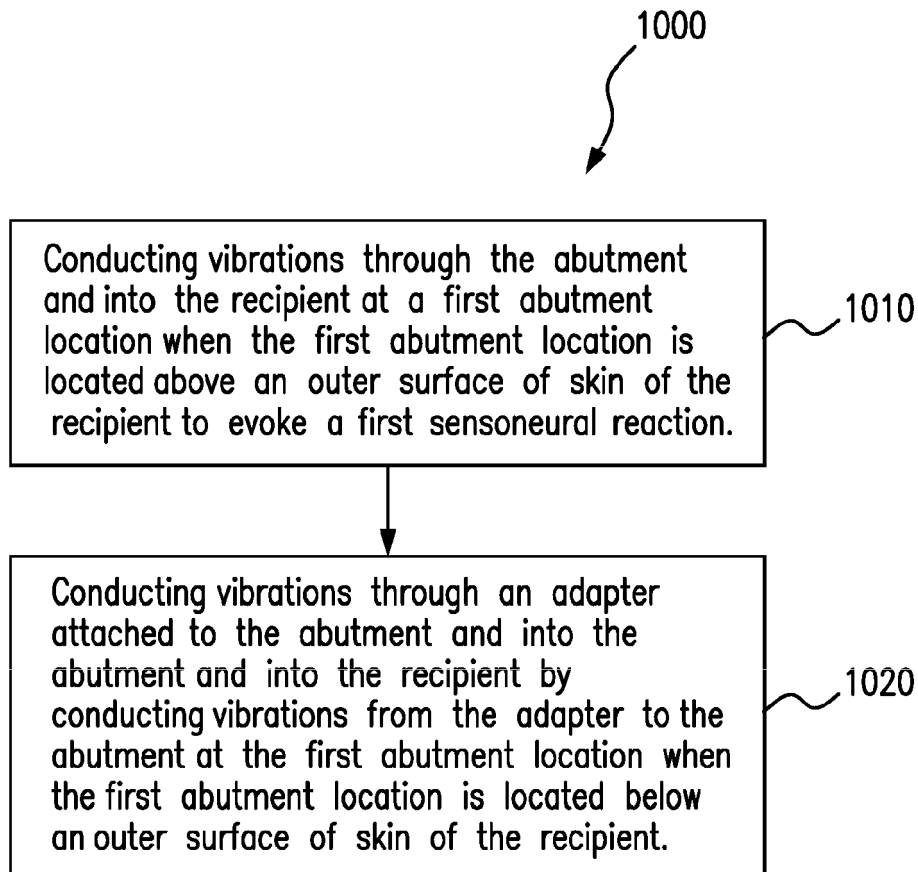 1000
Conducting vibrations through the abutment
and into the recipient at a first abutment
location when the first abutment location is
located above an outer surface of skin of the
recipient to evoke a first sensoneural reaction.
1010
Conducting vibrations through an adapter
attached to the abutment and into the
abutment and into the recipient by
conducting vibrations from the adapter to the
abutment at the first abutment location when
the first abutment location is located below
an outer surface of skin of the recipient.
1020